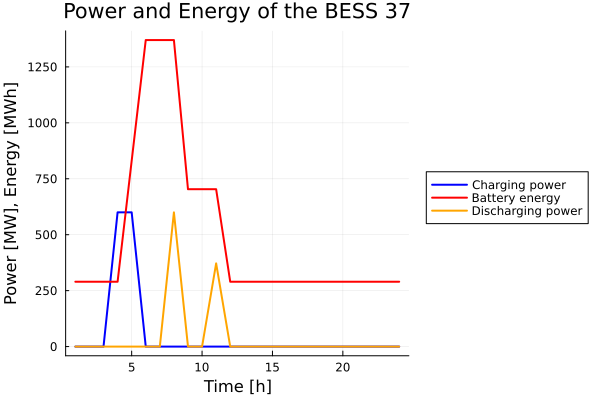 Power and Energy of the BESS 37
Power [MW], Energy [MWh]
1250
1000
750
500
250
0
5
10
15
20
Time [h]
Charging power
Battery energy
Discharging power